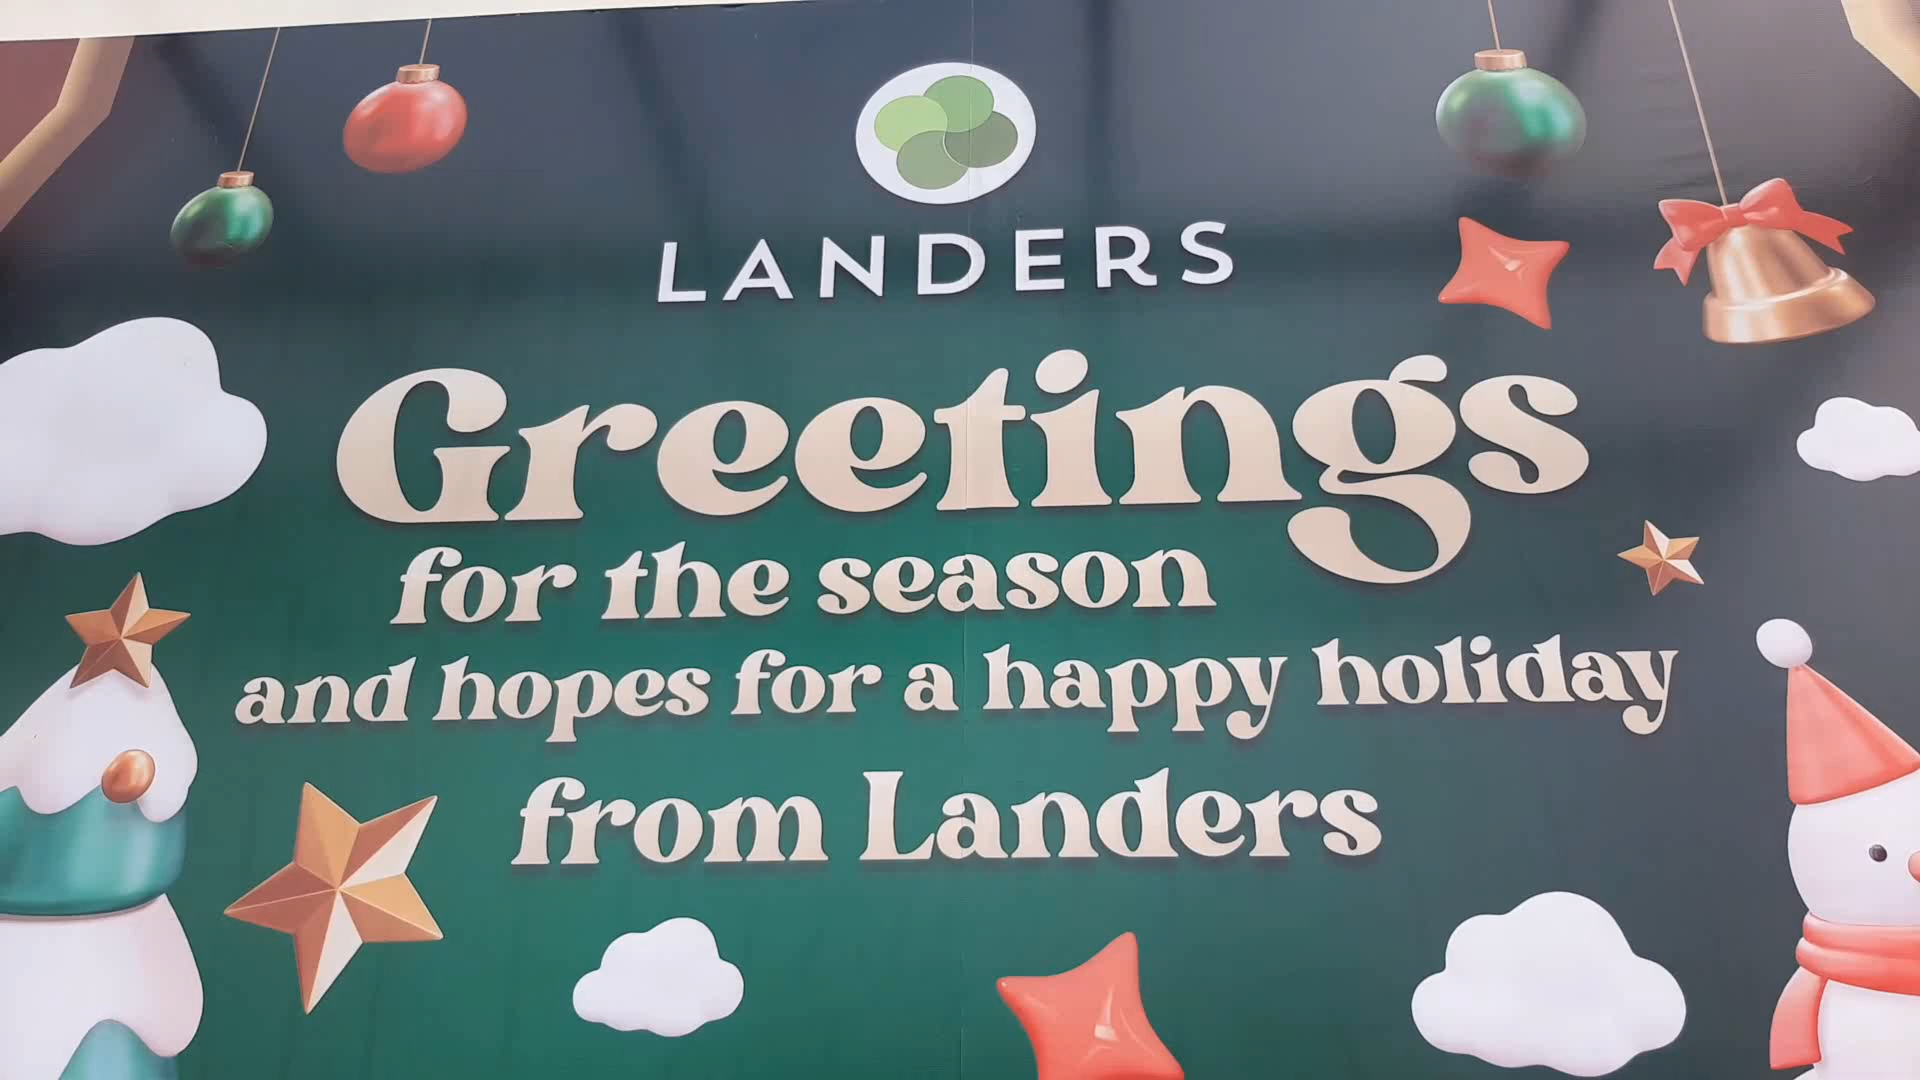 LANDERS
Greetings
for the season
and hopes for a happy holiday
from Landers